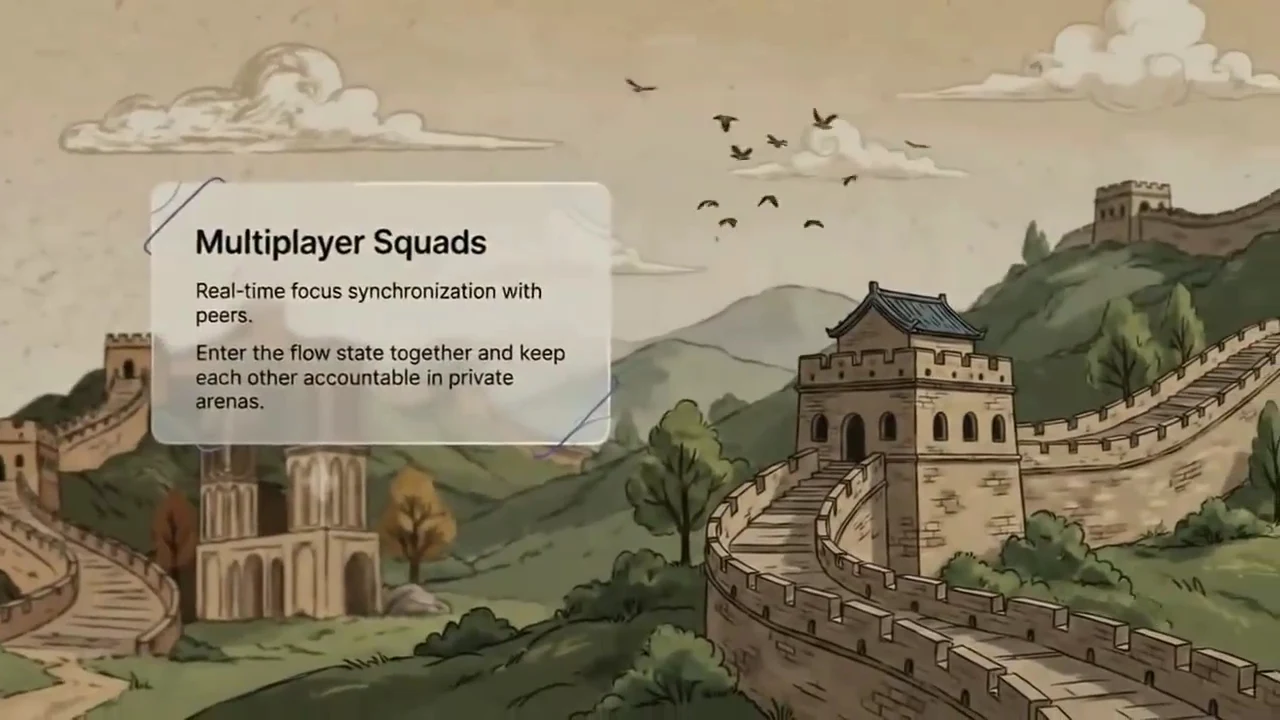 Multiplayer Squads
Real-time focus synchronization with
peers.
Enter the flow state together and keep
each other accountable in private
arenas.